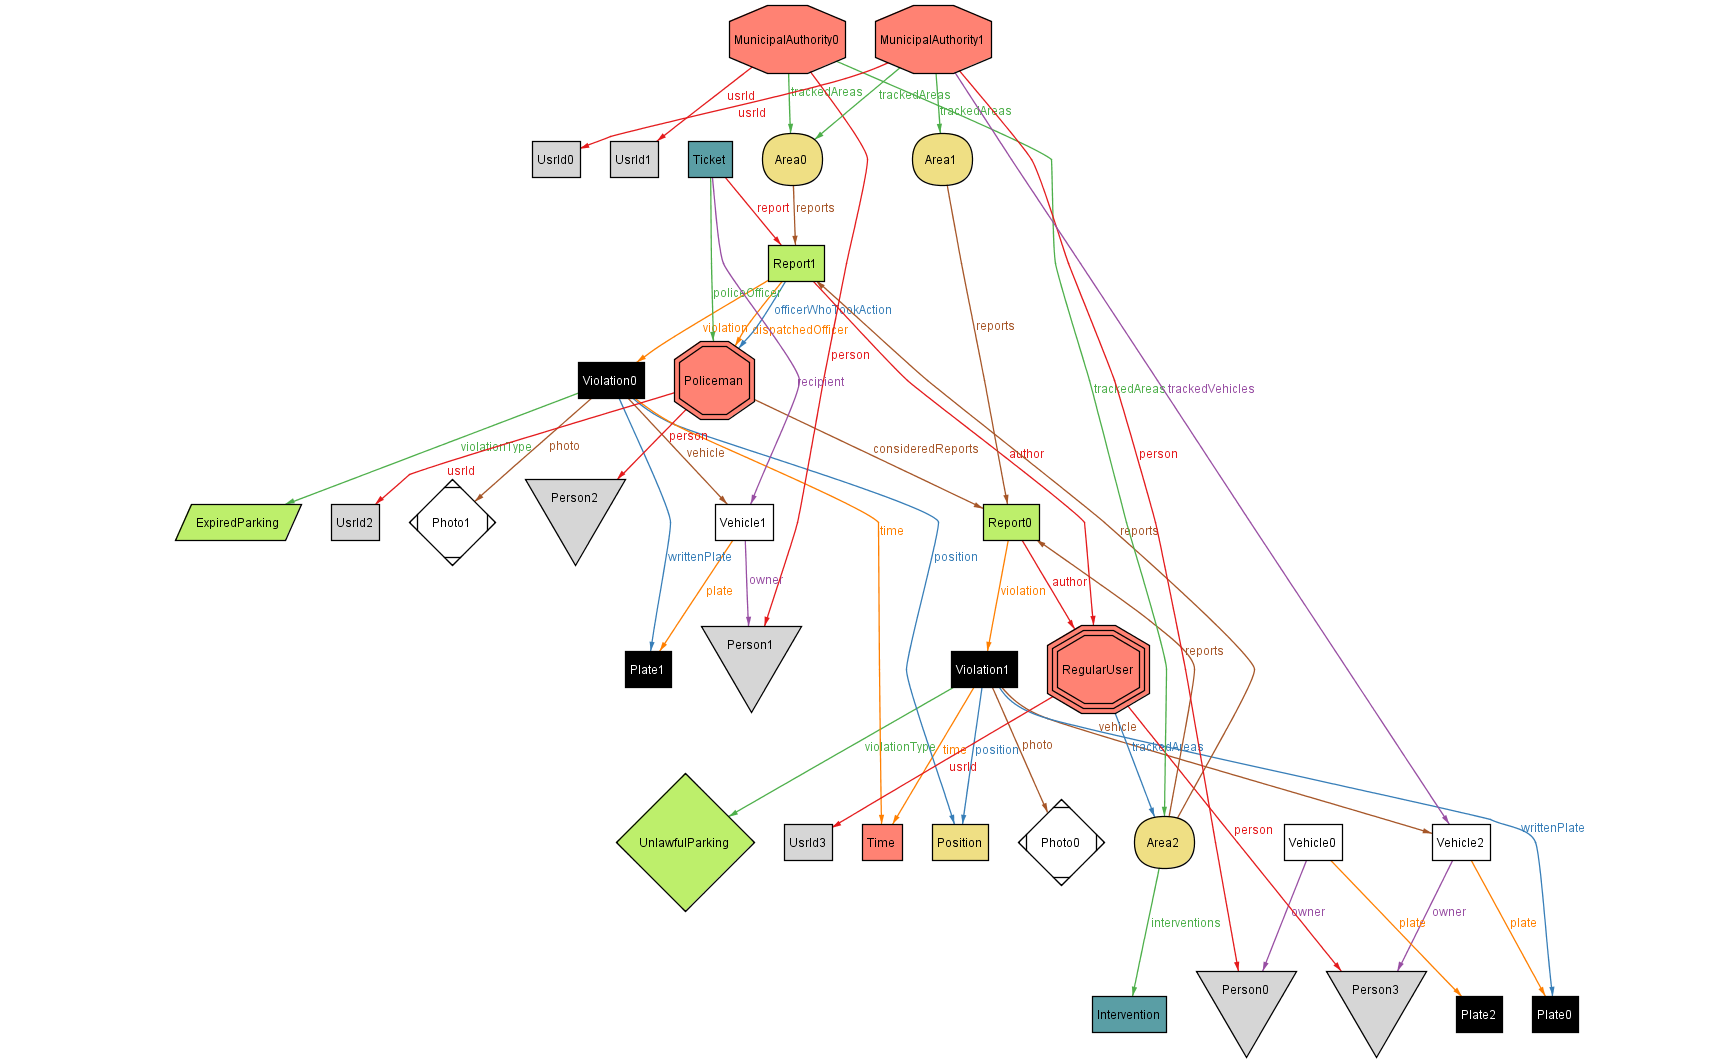 MunicipalAuthority0
MunicipalAuthority1
trackedAreas
trackedAreas
usrId
trackedAreas
usrId
UsrId0
UsrId1
Ticket
Area0
Area1
report
reports
Report1
policeOfficer
officerWhoTookAction
reports
violation
dispatchedOfficer
person
Violation0
Policeman
recipient
trackedAreas
trackedVehicles
violationType
photo
person
vehicle
consideredReports
author
person
usrId
ExpiredParking
UsrId2
Photo1
Person2
Vehicle1
Report0
time
reports
writtenPlate
position
owner
author
plate
violation
Person1
reports
Plate1
Violation1
RegularUser
vehicle
violationType
time
position
photo
trackedAreas
usrId
UnlawfulParking
UsrId3
Time
Position
Photo0
Area2
person
Vehicle0
Vehicle2
writtenPlate
interventions
owner
plate
owner
plate
Person0
Person3
Intervention
Plate2
Plate0